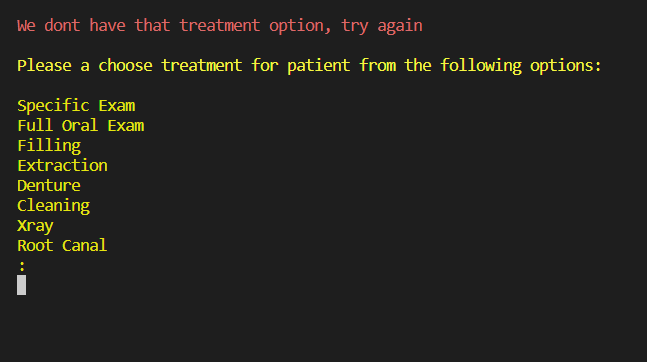 We dont have that treatment option, try again
Please a choose treatment for patient from the following options:
Specific Exam
Full Oral Exam
Filling
Extraction
Denture
Cleaning
Xray
Root Canal
: